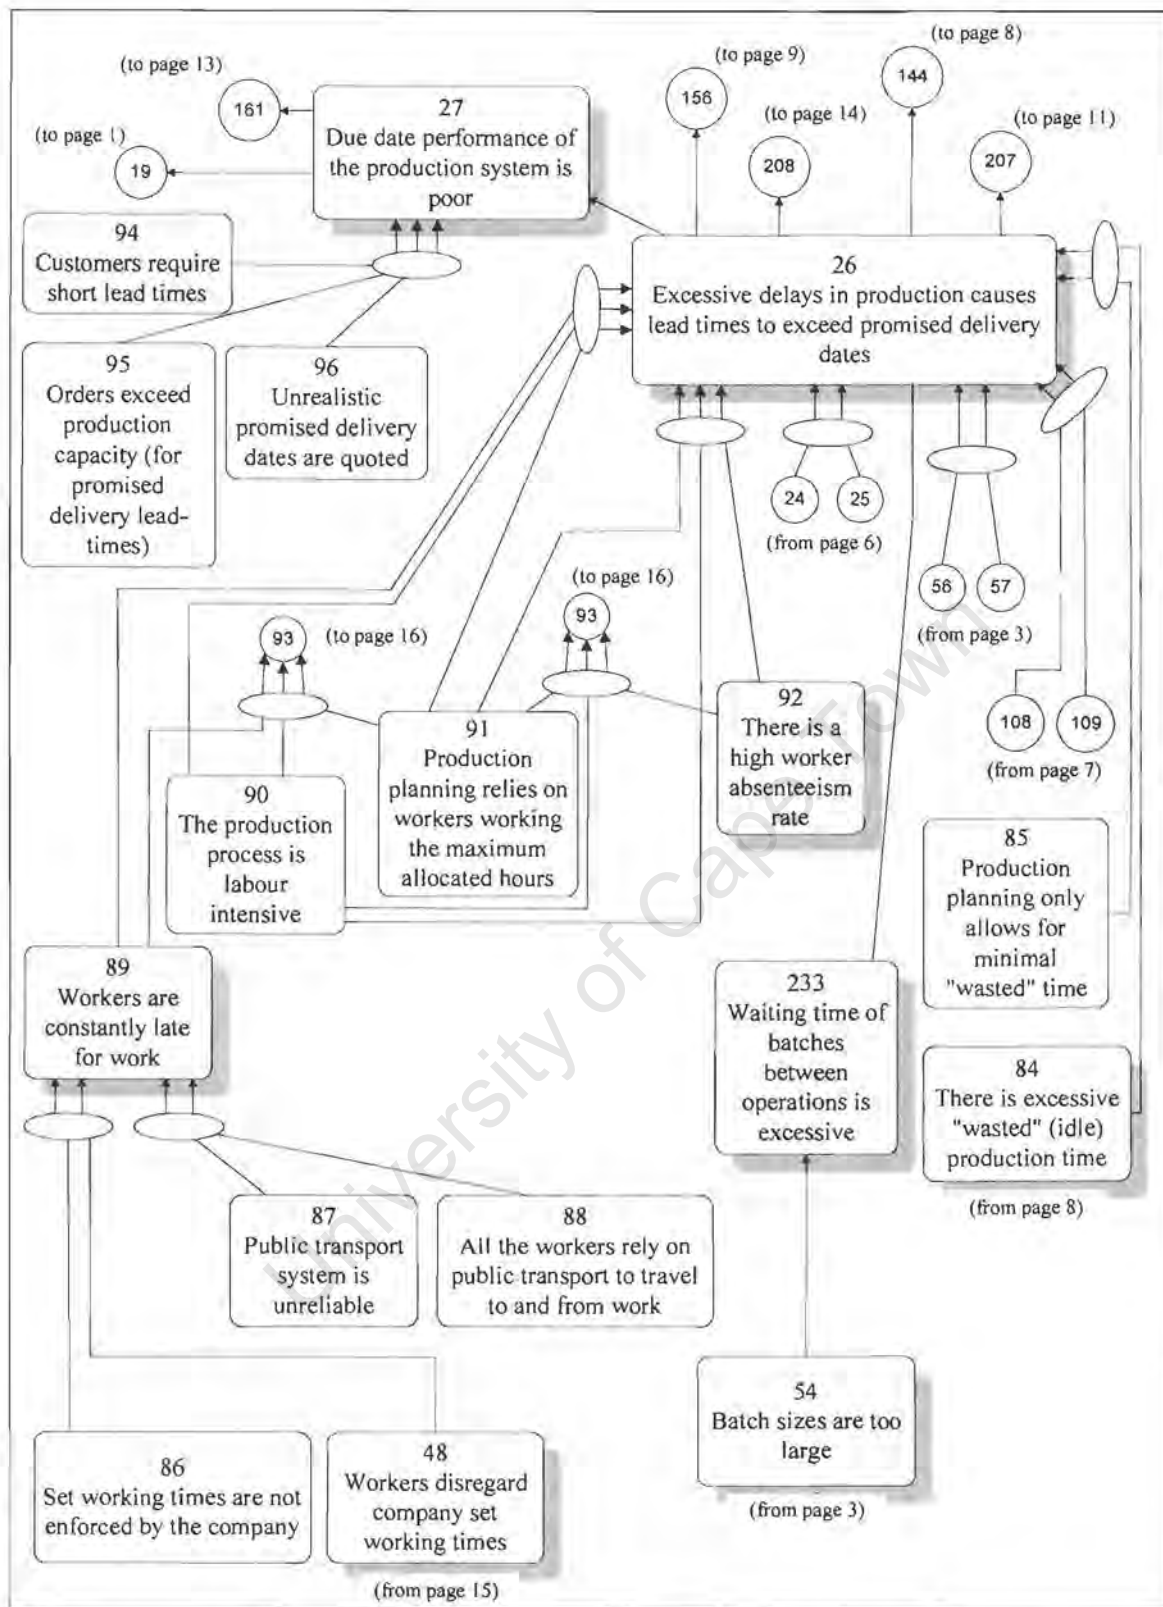 (to page 8)
(to page 9)
144
(to page 13)
156
161
27
Due date performance of
the production system is
poor
(to page 14)
(to page 11)
(to page 1)
19
208
207
94
Customers require
short lead times
26
Excessive delays in production causes
lead times to exceed promised delivery
dates
95
Orders exceed
production
capacity (for
promised
delivery lead-
times)
96
Unrealistic
promised delivery
dates are quoted
24
25
(from page 6)
56
57
(from page 3)
(to page 16)
93
(to page 16)
93
108
109
(from page 7)
92
There is a
high worker
absenteeism
rate
91
Production
planning relies on
workers working
the maximum
allocated hours
90
The production
process is
labour
intensive
85
Production
planning only
allows for
minimal
"wasted" time
89
Workers are
constantly late
for work
233
Waiting time of
batches
between
operations is
excessive
84
There is excessive
"wasted" (idle)
production time
(from page 8)
87
Public transport
system is
unreliable
88
All the workers rely on
public transport to travel
to and from work
54
Batch sizes are too
large
(from page 3)
86
Set working times are not
enforced by the company
48
Workers disregard
company set
working times
(from page 15)
University of Cape Town